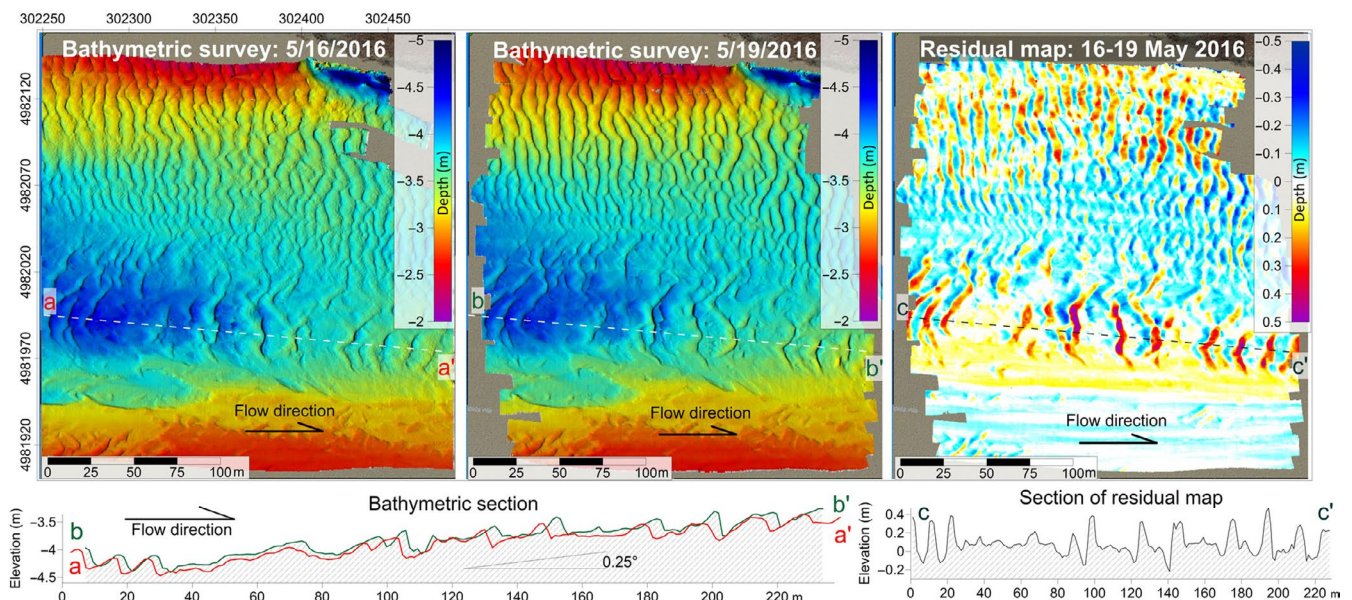 302250 302300 302350 302400 302450
Bathymetric survey: 5/16/2016
Bathymetric survey: 5/19/2016
Residual map: 16-19 May 2016
4982120
4982070
4982020
4981970
4981920
−5
−4.5
−4
−3.5
−3
−2.5
−2
Depth (m)
−5
−4.5
−4
−3.5
−3
−2.5
−2
Depth (m)
−0.5
−0.4
−0.3
−0.2
−0.1
0
0.1
0.2
0.3
0.4
0.5
Depth (m)
a
a'
b
b'
c
c'
Flow direction
Flow direction
Flow direction
0 25 50 75 100m
0 25 50 75 100m
0 25 50 75 100m
Bathymetric section
Section of residual map
Flow direction
b
a
b'
a'
0.25°
Elevation (m)
−3.5
−4
−4.5
0 20 40 60 80 100 120 140 160 180 200 220 m
c
c'
Elevation (m)
0.4
0.2
0
−0.2
0 20 40 60 80 100 120 140 160 180 200 220 m